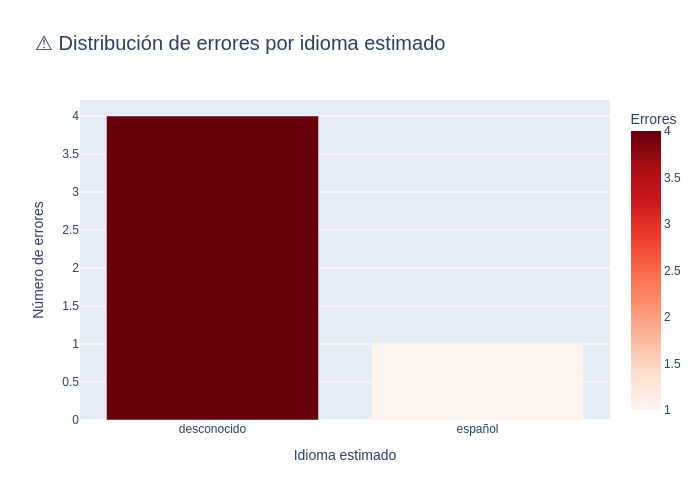 ⚠ Distribución de errores por idioma estimado
Errores
4
3.5
3
2.5
2
1.5
1
0.5
0
Número de errores
desconocido
español
Idioma estimado
4
3.5
3
2.5
2
1.5
1